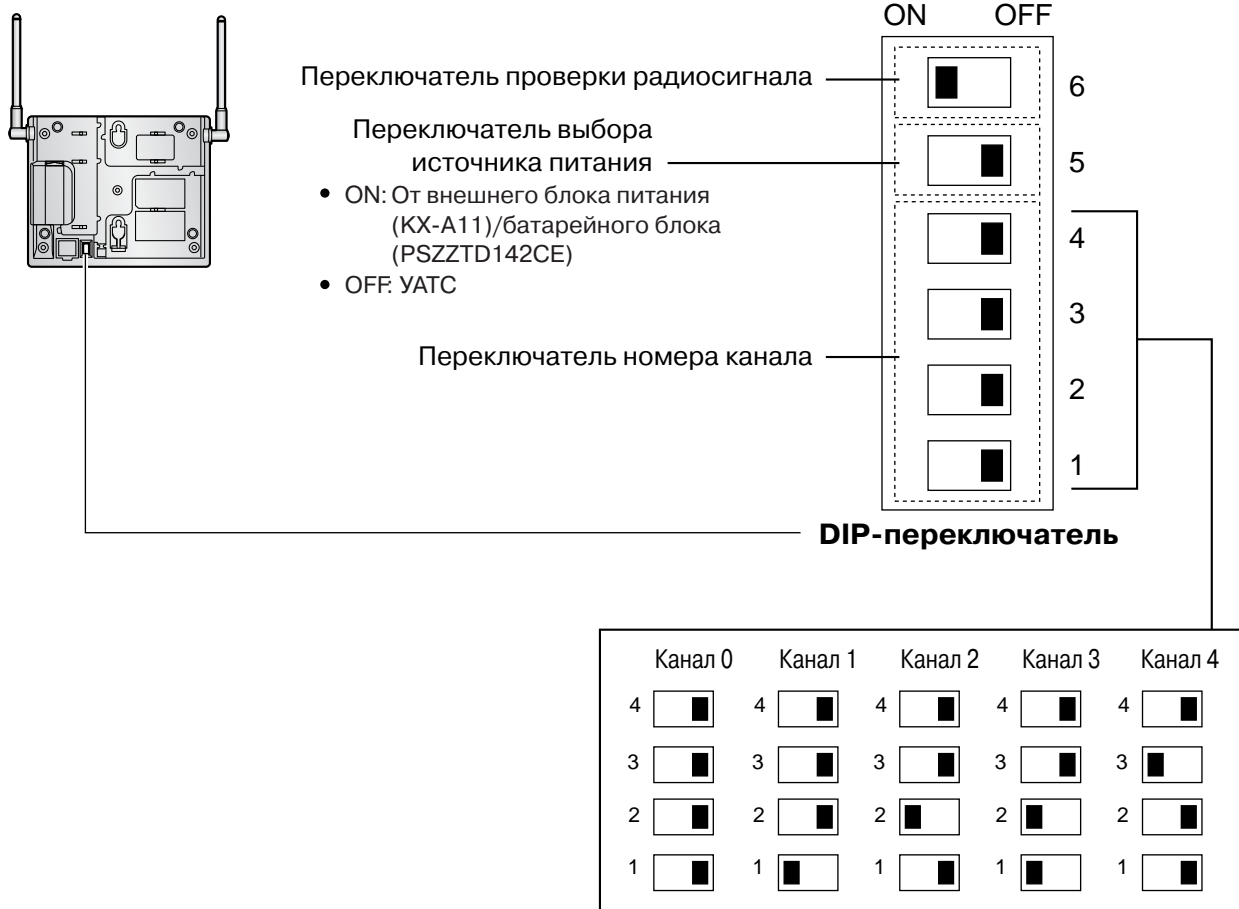 ON OFF
Переключатель проверки радиосигнала
6
Переключатель выбора
источника питания
5
• ON: От внешнего блока питания
(KX-A11)/батарейного блока
(PSZZTD142CE)
• OFF: УАТС
4
3
Переключатель номера канала
2
1
DIP-переключатель
Канал 0 Канал 1 Канал 2 Канал 3 Канал 4
4 4 4 4 4
3 3 3 3 3
2 2 2 2 2
1 1 1 1 1